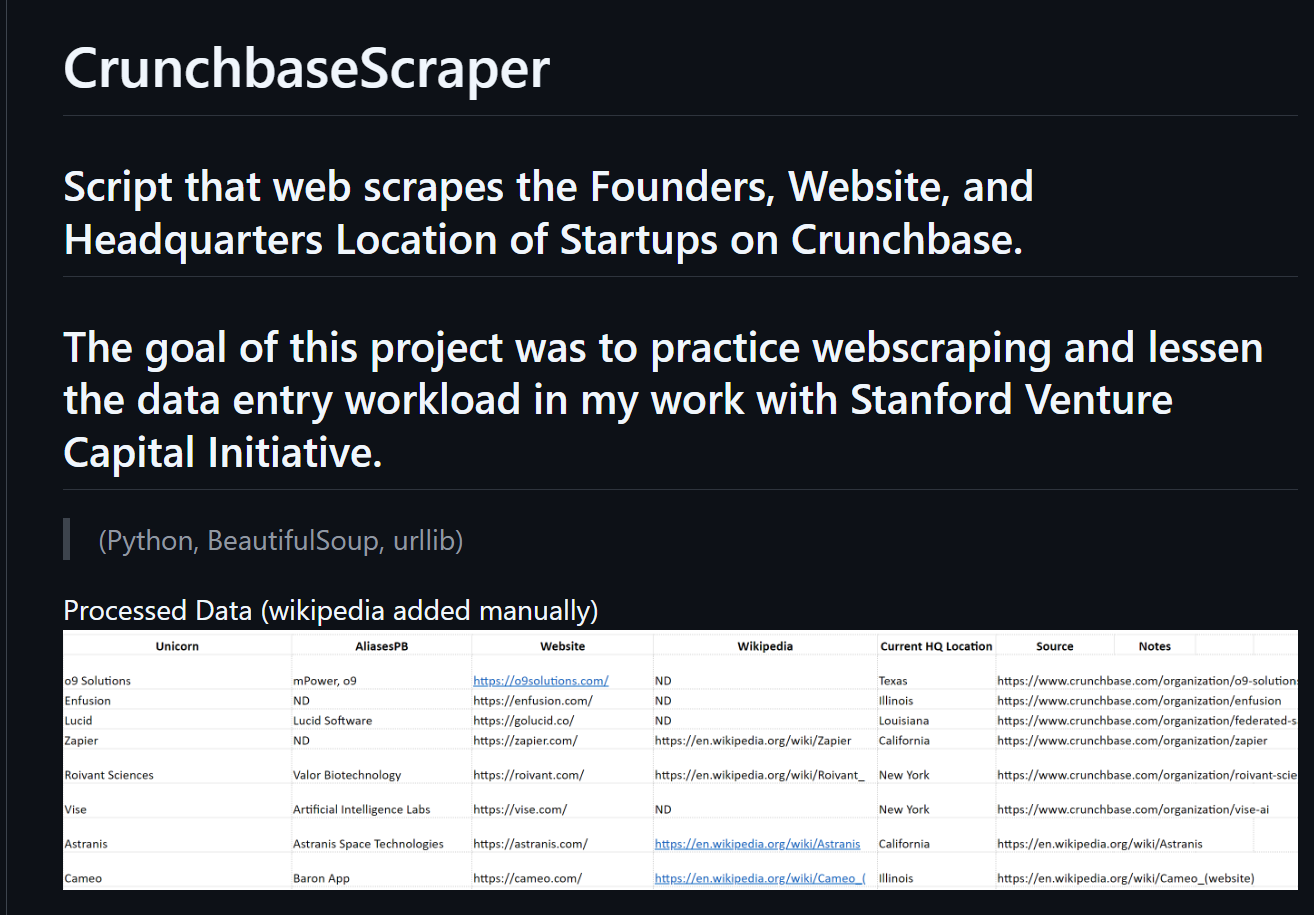 CrunchbaseScraper
Script that web scrapes the Founders, Website, and
Headquarters Location of Startups on Crunchbase.
The goal of this project was to practice webscraping and lessen
the data entry workload in my work with Stanford Venture
Capital Initiative.
(Python, BeautifulSoup, urllib)
Processed Data (wikipedia added manually)
Unicorn AliasesPB Website Wikipedia Current HQ Location Source Notes
o9 Solutions mPower, o9 https://o9solutions.com/ ND Texas https://www.crunchbase.com/organization/o9-solutions
Enfusion ND https://enfusion.com/ ND Illinois https://www.crunchbase.com/organization/enfusion
Lucid Lucid Software https://golucid.co/ ND Louisiana https://www.crunchbase.com/organization/federated-s
Zapier ND https://zapier.com/ https://en.wikipedia.org/wiki/Zapier California https://www.crunchbase.com/organization/zapier
Roivant Sciences Valor Biotechnology https://roivant.com/ https://en.wikipedia.org/wiki/Roivant_ New York https://www.crunchbase.com/organization/roivant-scie
Vise Artificial Intelligence Labs https://vise.com/ ND New York https://www.crunchbase.com/organization/vise-ai
Astranis Astranis Space Technologies https://astranis.com/ https://en.wikipedia.org/wiki/Astranis California https://en.wikipedia.org/wiki/Astranis
Cameo Baron App https://cameo.com/ https://en.wikipedia.org/wiki/Cameo_( Illinois https://en.wikipedia.org/wiki/Cameo_(website)